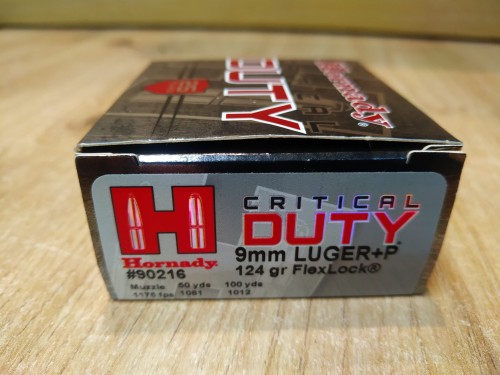 Hornady
CRITICAL
DUTY
H
Hornady
#90216
CRITICAL
DUTY
9mm LUGER+P
124 gr FlexLock®
Muzzle 50 yds 100 yds
1175 fps 1081 1012